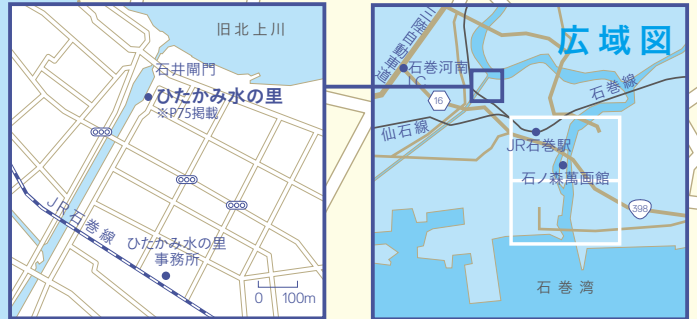 旧北上川
石井閘門
ひたかみ水の里
※P75掲載
JR石巻線
ひたかみ水の里
事務所
0 100m
広域図
三陸自動車道
石巻河南
IC
16
石巻線
仙石線
JR石巻駅
石ノ森萬画館
398
石巻湾